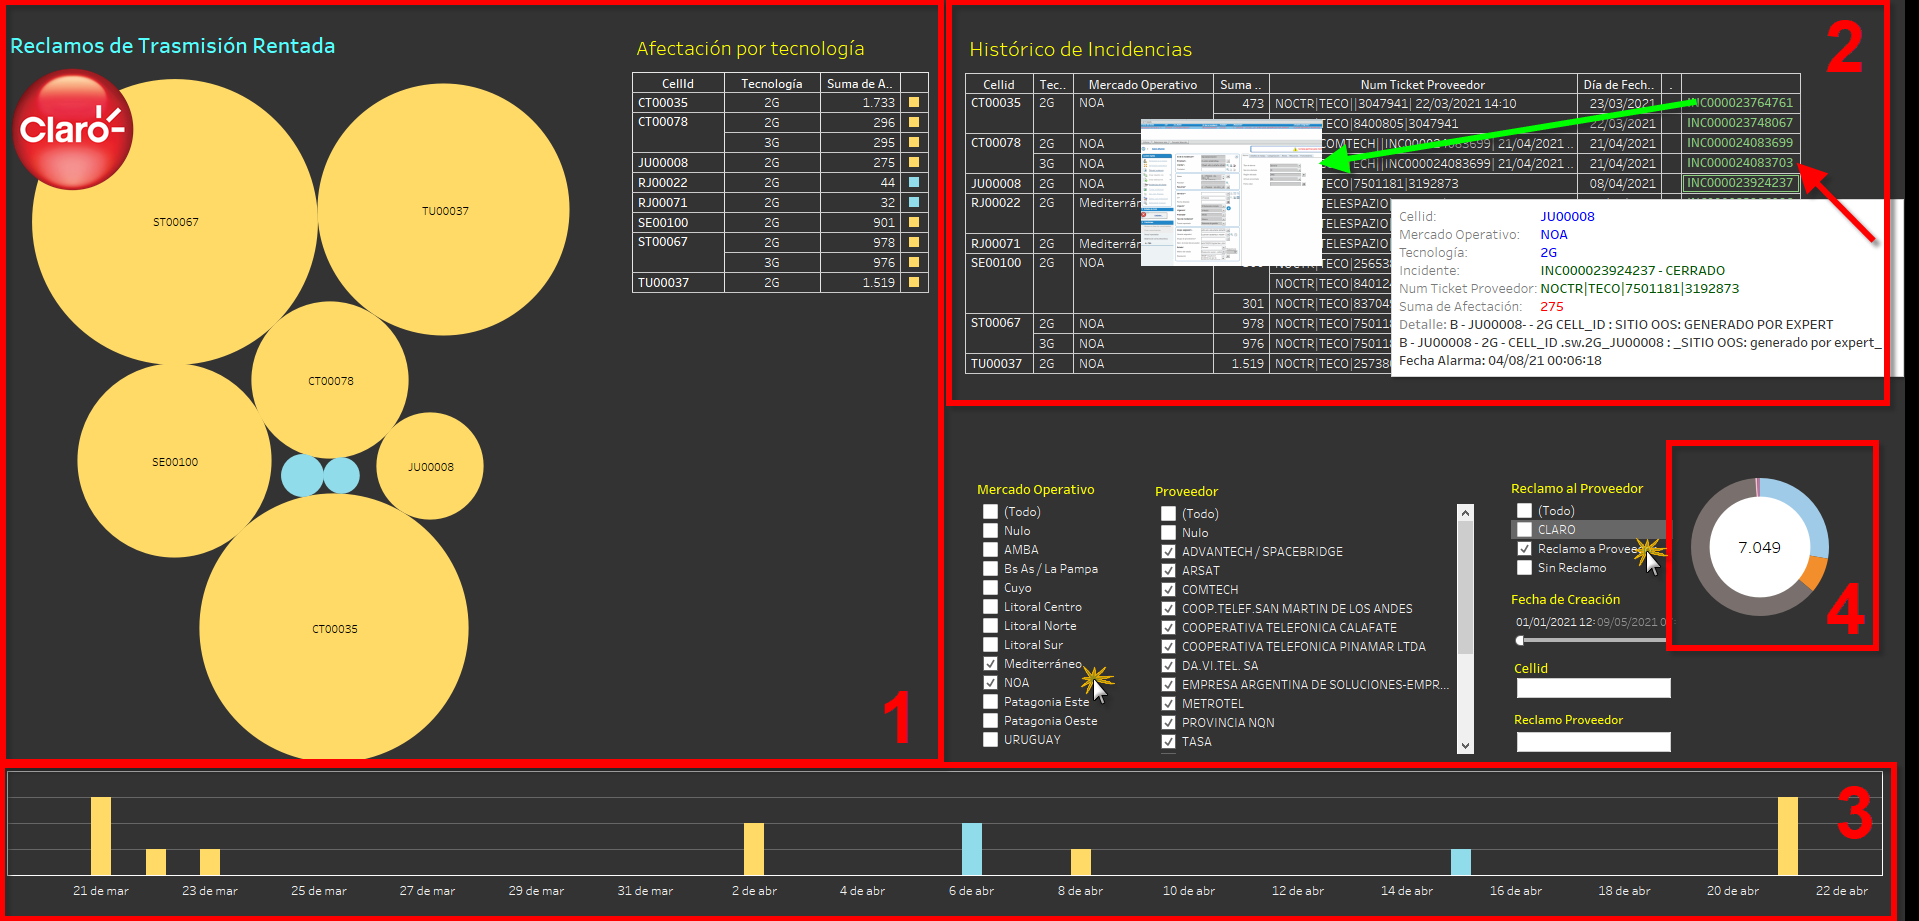 Reclamos de Trasmisión Rentada
Claro-
ST00067
TU00037
CT00078
SE00100
JU00008
CT00035
1
Afectación por tecnología
CellId Tecnología Suma de A..
CT00035 2G 1.733
CT00078 2G 296
3G 295
JU00008 2G 275
RJ00022 2G 44
RJ00071 2G 32
SE00100 2G 901
ST00067 2G 978
3G 976
TU00037 2G 1.519
Histórico de Incidencias
2
Cellid Tec.. Mercado Operativo Suma .. Num Ticket Proveedor Día de Fech.. .
CT00035 2G NOA 473 NOCTR|TECO||3047941| 22/03/2021 14:10 23/03/2021 INC000023764761
TECO|8400805|3047941 22/03/2021 INC000023748067
CT00078 2G NOA COMTECH||INC000024083699| 21/04/2021 .. 21/04/2021 INC000024083699
3G NOA TECH||INC000024083699| 21/04/2021 .. 21/04/2021 INC000024083703
JU00008 2G NOA TECO|7501181|3192873 08/04/2021 INC000023924237
RJ00022 2G Mediterrán TELESPAZIO
TELESPAZIO
RJ00071 2G Mediterrán TELESPAZIO
SE00100 2G NOA NOCTR|TECO|25653
NOCTR|TECO|84012
301 NOCTR|TECO|83704
ST00067 2G NOA 978 NOCTR|TECO|75011
3G NOA 976 NOCTR|TECO|75011
TU00037 2G NOA 1.519 NOCTR|TECO|25738
Cellid: JU00008
Mercado Operativo: NOA
Tecnología: 2G
Incidente: INC000023924237 - CERRADO
Num Ticket Proveedor: NOCTR|TECO|7501181|3192873
Suma de Afectación: 275
Detalle: B - JU00008- - 2G CELL_ID : SITIO OOS: GENERADO POR EXPERT
B - JU00008 - 2G - CELL_ID .sw.2G_JU00008 : _SITIO OOS: generado por expert_
Fecha Alarma: 04/08/21 00:06:18
Mercado Operativo
(Todo)
Nulo
AMBA
Bs As / La Pampa
Cuyo
Litoral Centro
Litoral Norte
Litoral Sur
Mediterráneo
NOA
Patagonia Este
Patagonia Oeste
URUGUAY
Proveedor
(Todo)
Nulo
ADVANTECH / SPACEBRIDGE
ARSAT
COMTECH
COOP.TELEF.SAN MARTIN DE LOS ANDES
COOPERATIVA TELEFONICA CALAFATE
COOPERATIVA TELEFONICA PINAMAR LTDA
DA.VI.TEL. SA
EMPRESA ARGENTINA DE SOLUCIONES-EMPR...
METROTEL
PROVINCIA NQN
TASA
Reclamo al Proveedor
(Todo)
CLARO
Reclamo a Proveed
Sin Reclamo
Fecha de Creación
01/01/2021 12: 09/05/2021 0
Cellid
Reclamo Proveedor
7.049
4
3
21 de mar 23 de mar 25 de mar 27 de mar 29 de mar 31 de mar 2 de abr 4 de abr 6 de abr 8 de abr 10 de abr 12 de abr 14 de abr 16 de abr 18 de abr 20 de abr 22 de abr